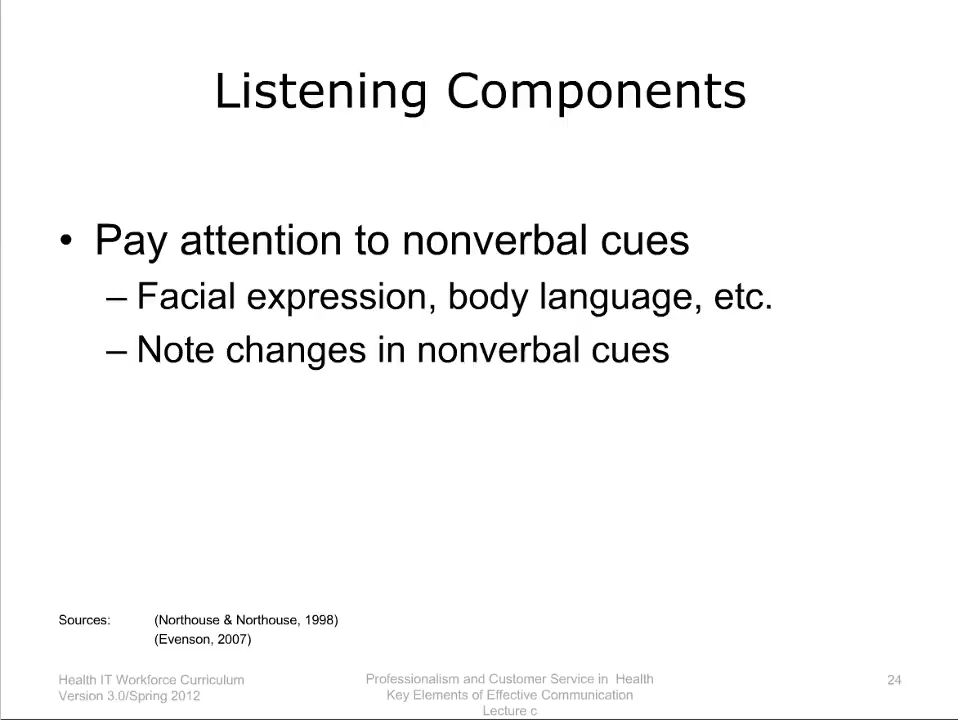 Listening Components
• Pay attention to nonverbal cues
– Facial expression, body language, etc.
– Note changes in nonverbal cues
Sources: (Northouse & Northouse, 1998)
(Evenson, 2007)
Health IT Workforce Curriculum
Version 3.0/Spring 2012
Professionalism and Customer Service in Health
Key Elements of Effective Communication
Lecture c
24